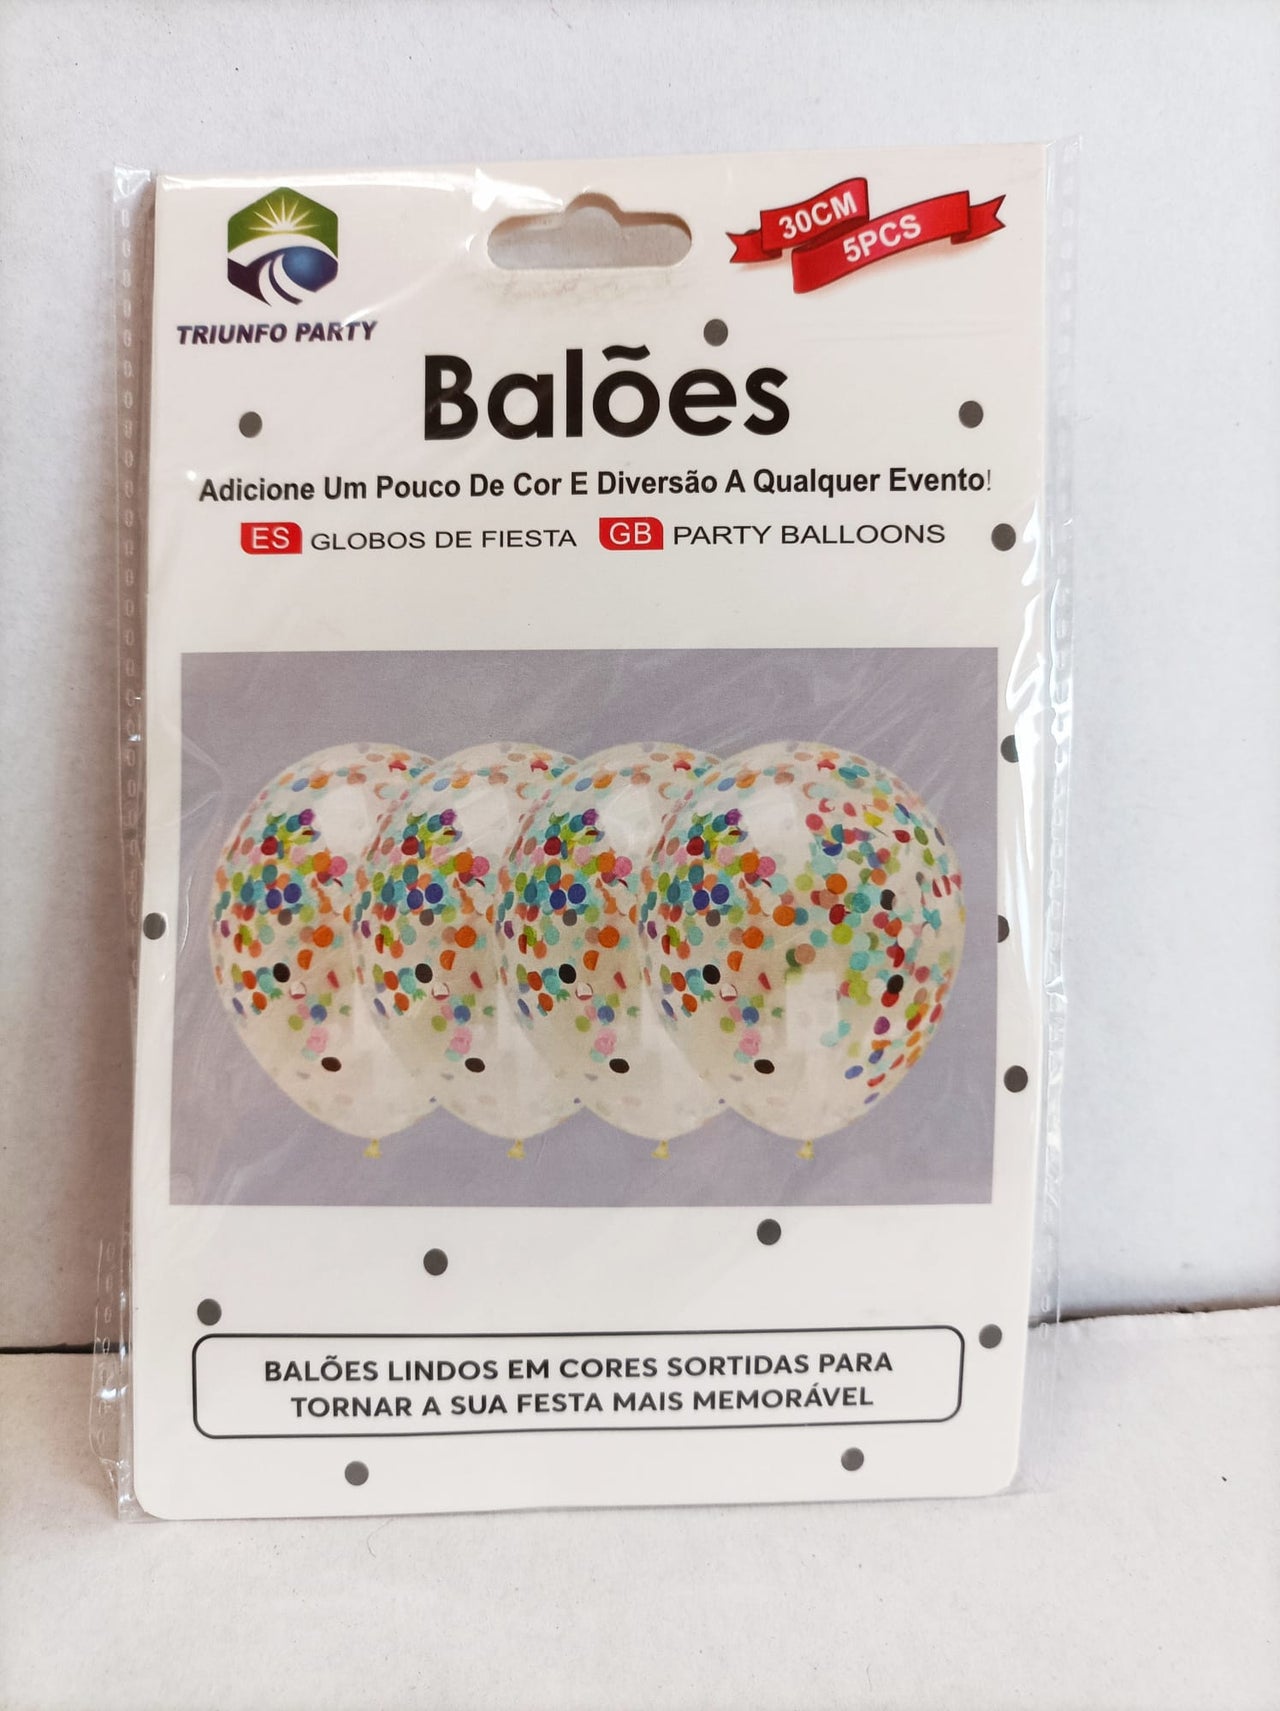 30CM
5PCS
TRIUNFO PARTY
Balões
Adicione Um Pouco De Cor E Diversão A Qualquer Evento!
ES GLOBOS DE FIESTA GB PARTY BALLOONS
BALÕES LINDOS EM CORES SORTIDAS PARA
TORNAR A SUA FESTA MAIS MEMORÁVEL